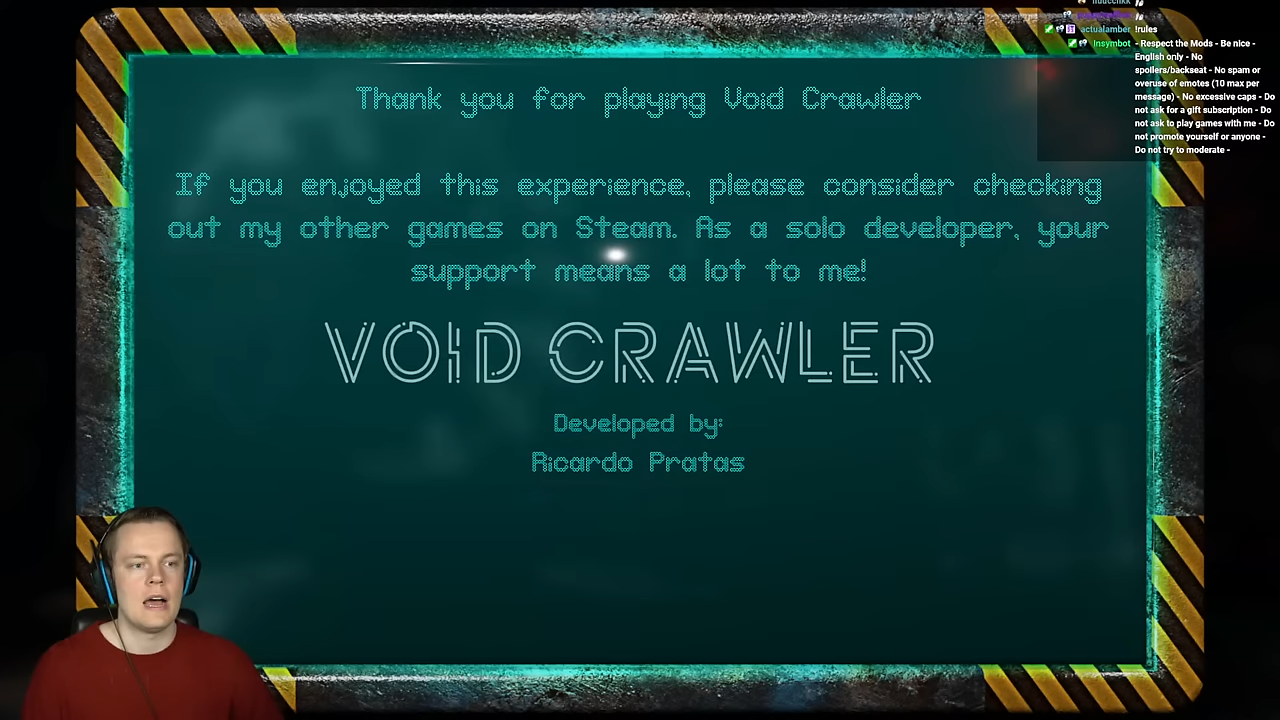 Thank you for playing Void Crawler
If you enjoyed this experience, please consider checking
out my other games on Steam. As a solo developer, your
support means a lot to me!
VOID CRAWLER
Developed by:
Ricardo Pratas
actualamber !rules
Insymbot - Respect the Mods - Be nice -
English only - No
spoilers/backseat - No spam or
overuse of emotes (10 max per
message) - No excessive caps - Do
not ask for a gift subscription - Do
not ask to play games with me - Do
not promote yourself or anyone -
Do not try to moderate -